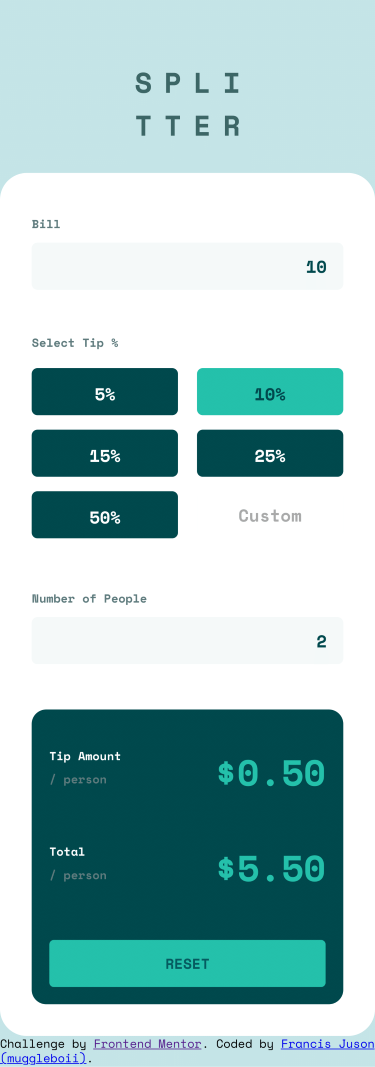 SPLI
TTER
Bill
10
Select Tip %
5%
10%
15%
25%
50%
Custom
Number of People
2
Tip Amount
/ person
$0.50
Total
/ person
$5.50
RESET
Challenge by Frontend Mentor. Coded by Francis Juson
(muggleboii).